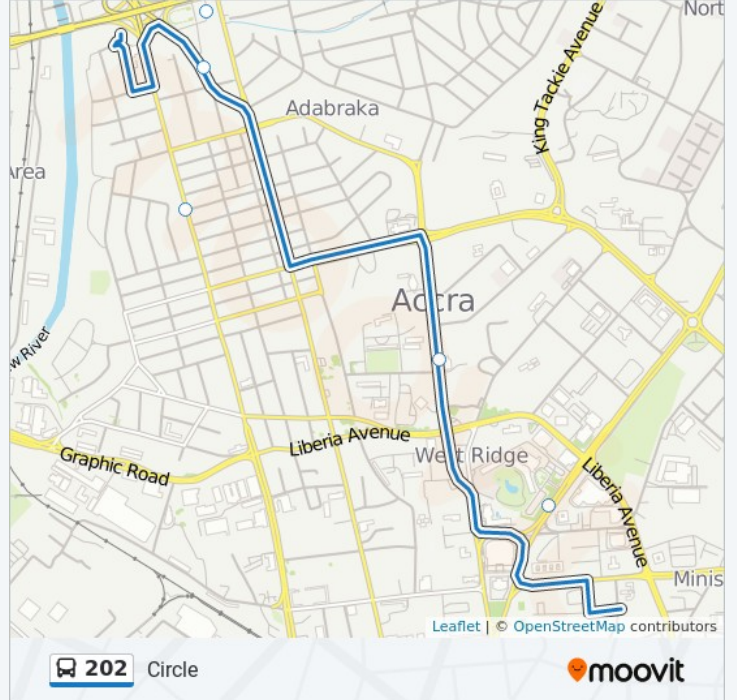 Nort
King Tackie Avenue
Adabraka
Area
Accra
w River
Liberia Avenue
Graphic Road
West Ridge
Liberia Avenue
Minis
Leaflet | © OpenStreetMap contributors
202 Circle
moovit